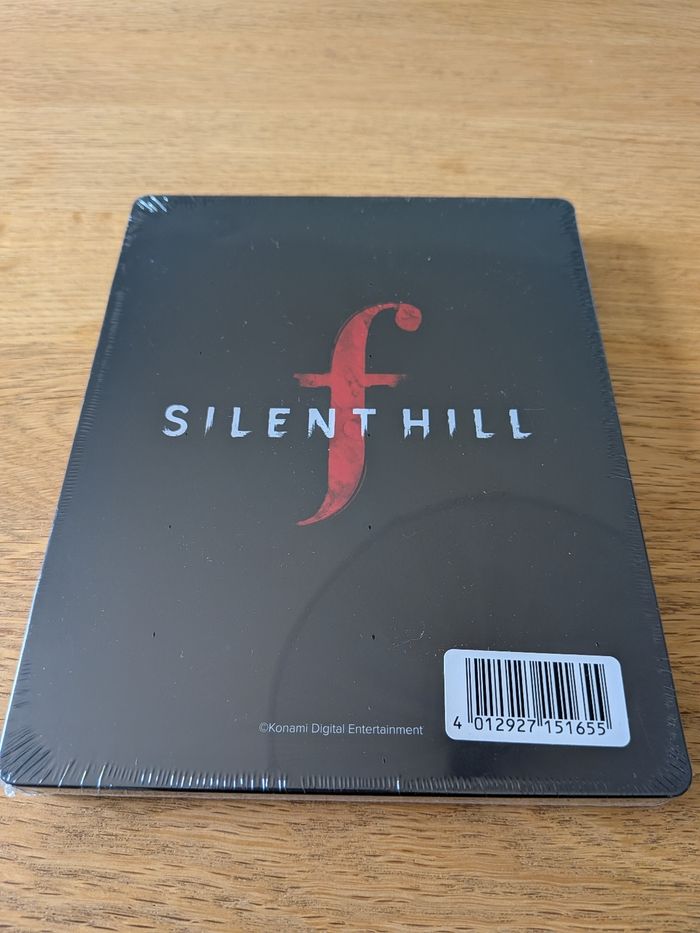 f
SILENT HILL
©Konami Digital Entertainment
4 012927 151655